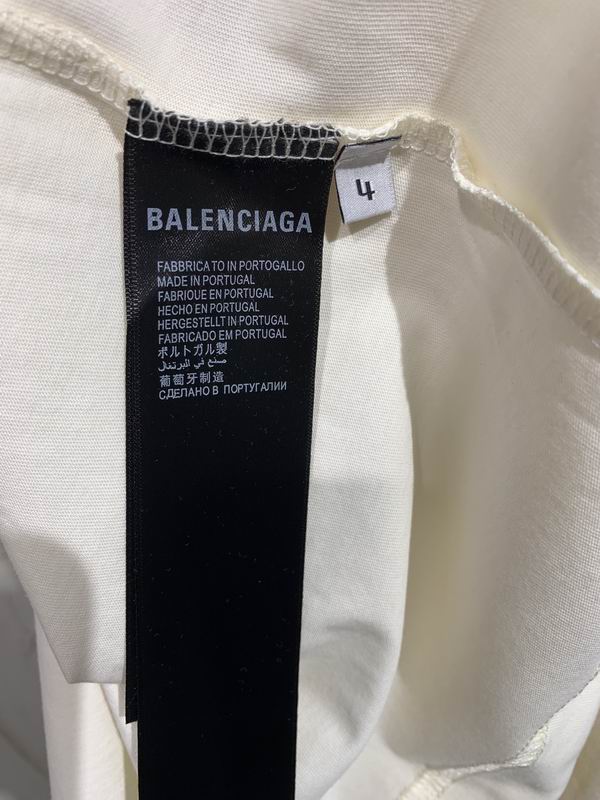 4
BALENCIAGA
FABBRICATO IN PORTOGALLO
MADE IN PORTUGAL
FABRIQUE EN PORTUGAL
HECHO EN PORTUGAL
HERGESTELLT IN PORTUGAL
FABRICADO EM PORTUGAL
ポルトガル製
صنع في البرتغال
葡萄牙制造
СДЕЛАНО В ПОРТУГАЛИИ